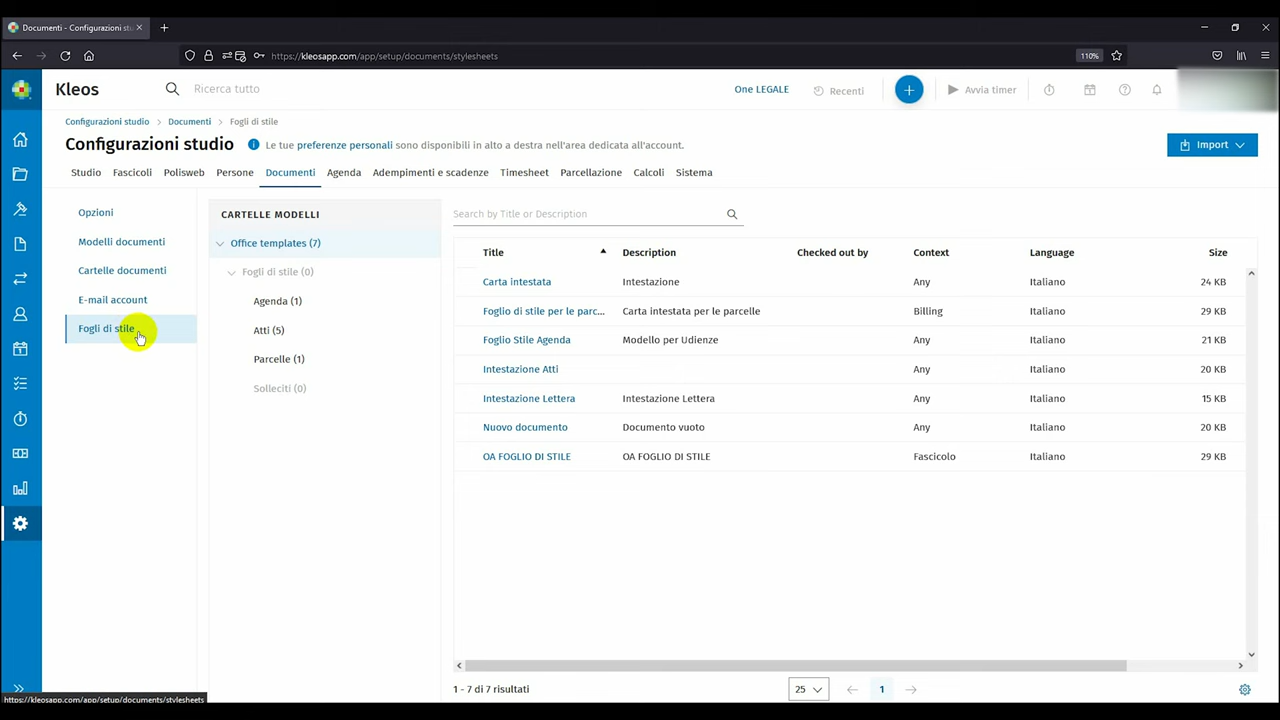 Documenti - Configurazioni stu
https://kleosapp.com/app/setup/documents/stylesheets
110%
Kleos
Ricerca tutto
One LEGALE
Recenti
Avvia timer
Configurazioni studio > Documenti > Fogli di stile
Configurazioni studio
Le tue preferenze personali sono disponibili in alto a destra nell'area dedicata all'account.
Import
Studio Fascicoli Polisweb Persone Documenti Agenda Adempimenti e scadenze Timesheet Parcellazione Calcoli Sistema
Opzioni
Modelli documenti
Cartelle documenti
E-mail account
Fogli di stile
CARTELLE MODELLI
Office templates (7)
Fogli di stile (0)
Agenda (1)
Atti (5)
Parcelle (1)
Solleciti (0)
Search by Title or Description
Title Description Checked out by Context Language Size
Carta intestata Intestazione Any Italiano 24 KB
Foglio di stile per le parc... Carta intestata per le parcelle Billing Italiano 29 KB
Foglio Stile Agenda Modello per Udienze Any Italiano 21 KB
Intestazione Atti Any Italiano 20 KB
Intestazione Lettera Intestazione Lettera Any Italiano 15 KB
Nuovo documento Documento vuoto Any Italiano 20 KB
OA FOGLIO DI STILE OA FOGLIO DI STILE Fascicolo Italiano 29 KB
1 - 7 di 7 risultati
25
1
https://kleosapp.com/app/setup/documents/stylesheets